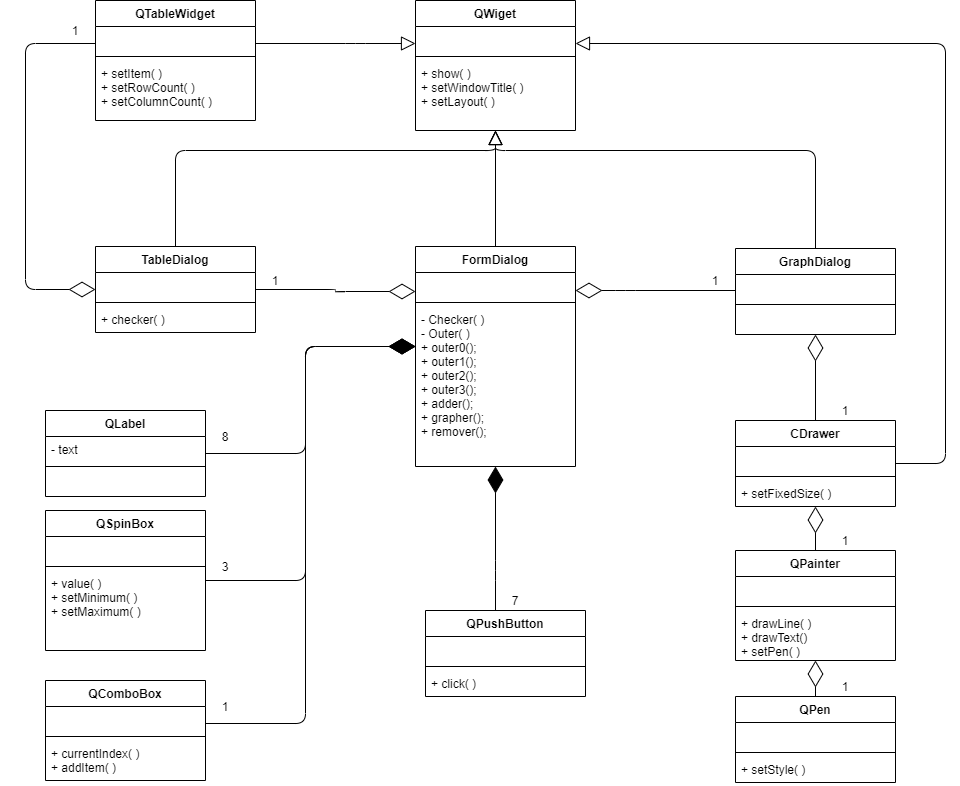 QTableWidget
+ setItem( )
+ setRowCount( )
+ setColumnCount( )
1
QWiget
+ show( )
+ setWindowTitle( )
+ setLayout( )
TableDialog
+ checker( )
1
FormDialog
- Checker( )
- Outer( )
+ outer0();
+ outer1();
+ outer2();
+ outer3();
+ adder();
+ grapher();
+ remover();
1
GraphDialog
QLabel
- text
8
QSpinBox
+ value( )
+ setMinimum( )
+ setMaximum( )
3
QComboBox
+ currentIndex( )
+ addItem( )
1
7
QPushButton
+ click( )
1
CDrawer
+ setFixedSize( )
1
QPainter
+ drawLine( )
+ drawText()
+ setPen( )
1
QPen
+ setStyle( )